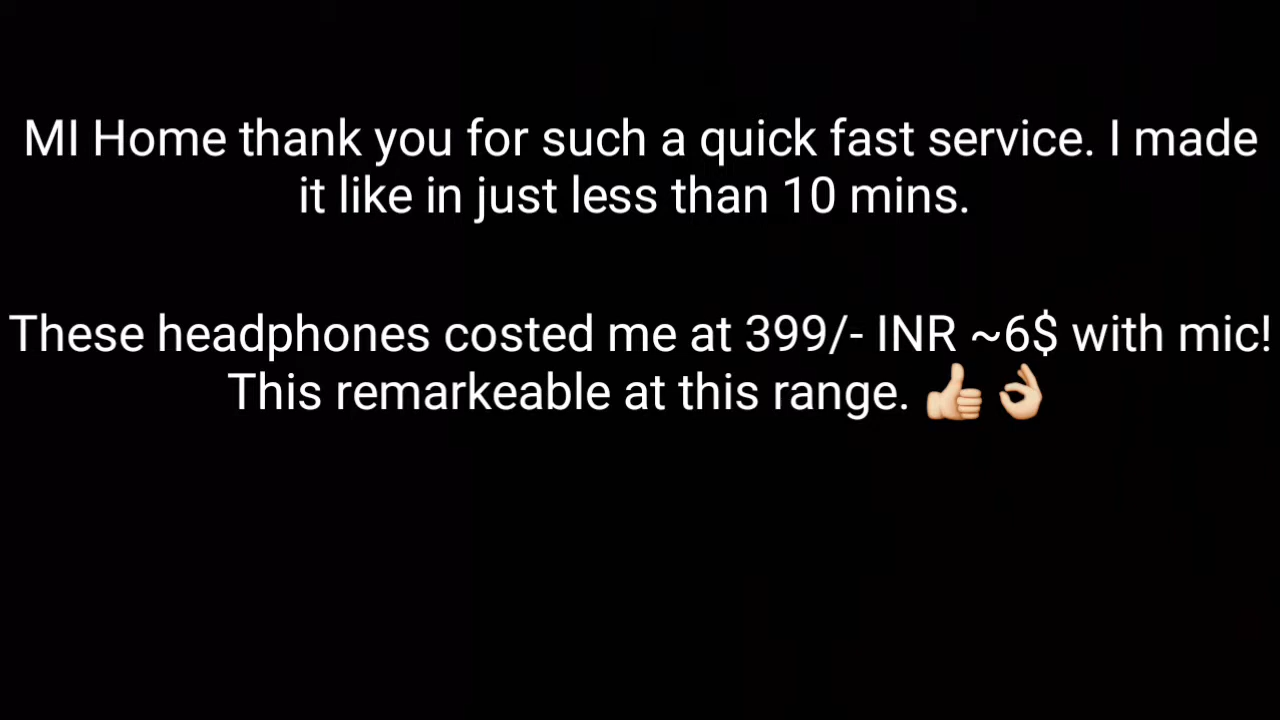 MI Home thank you for such a quick fast service. I made
it like in just less than 10 mins.
These headphones costed me at 399/- INR ~6$ with mic!
This remarkeable at this range. 👍🏻👌🏻